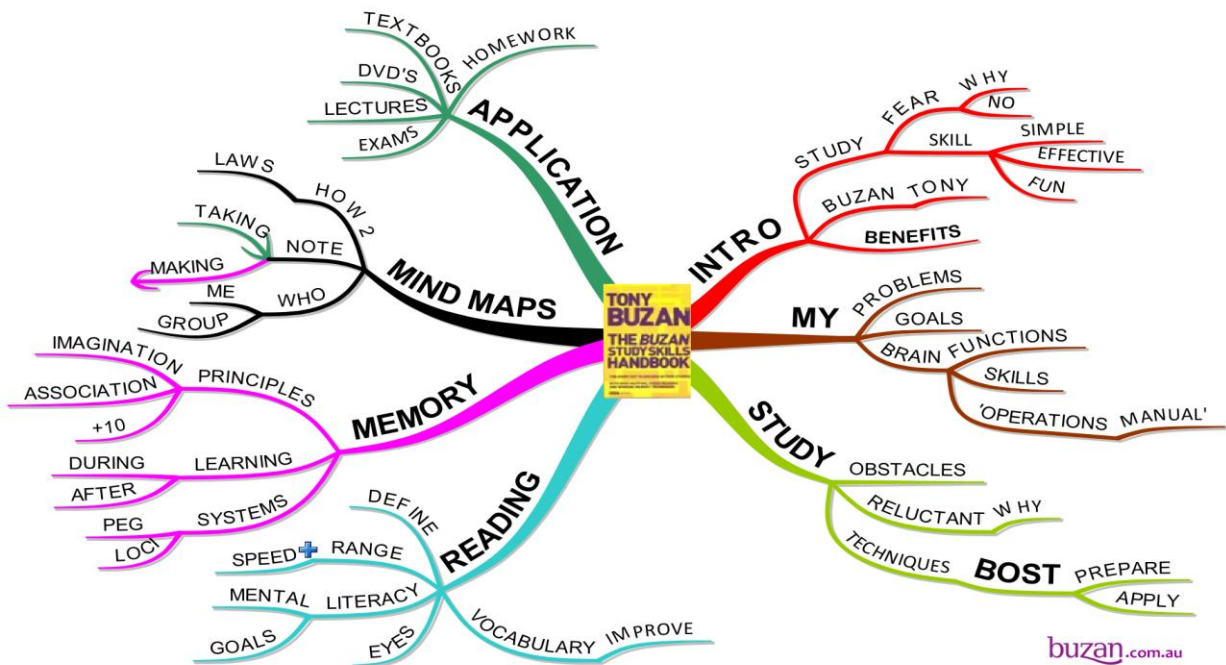 TONY
BUZAN
THE BUZAN
STUDY SKILLS
HANDBOOK
INTRO
STUDY
FEAR
WHY
NO
SKILL
SIMPLE
EFFECTIVE
FUN
BUZAN TONY
BENEFITS
MY
PROBLEMS
GOALS
BRAIN
FUNCTIONS
SKILLS
'OPERATIONS MANUAL'
STUDY
OBSTACLES
RELUCTANT WHY
TECHNIQUES
BOST
PREPARE
APPLY
READING
DEFINE
RANGE
SPEED
LITERACY
MENTAL
GOALS
EYES
VOCABULARY IMPROVE
MEMORY
PRINCIPLES
IMAGINATION
ASSOCIATION
+10
LEARNING
DURING
AFTER
SYSTEMS
PEG
LOCI
MIND MAPS
HOW 2
LAWS
NOTE
TAKING
MAKING
WHO
ME
GROUP
APPLICATION
TEXTBOOKS
HOMEWORK
DVD'S
LECTURES
EXAMS
buzan.com.au